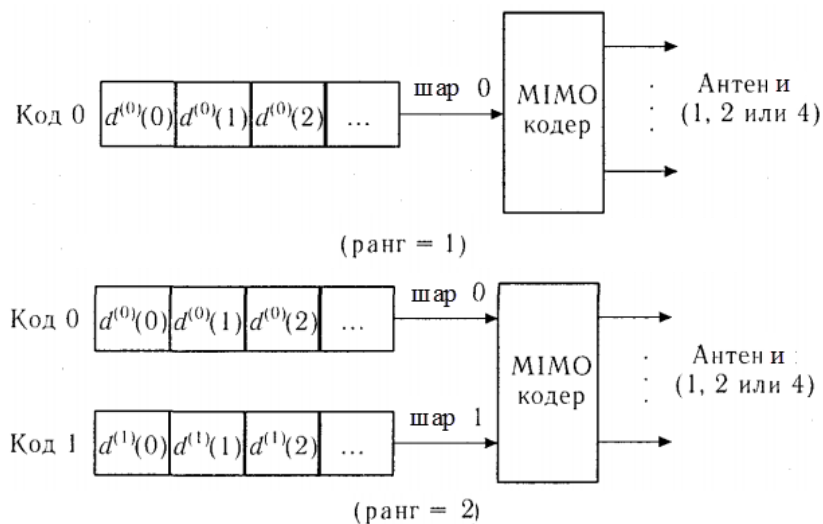 Код 0 d⁽⁰⁾(0) d⁽⁰⁾(1) d⁽⁰⁾(2) ... шар 0
MIMO
кодер
Антени
(1, 2 или 4)
(ранг = 1)
Код 0 d⁽⁰⁾(0) d⁽⁰⁾(1) d⁽⁰⁾(2) ... шар 0
Код 1 d⁽¹⁾(0) d⁽¹⁾(1) d⁽¹⁾(2) ... шар 1
MIMO
кодер
Антени
(1, 2 или 4)
(ранг = 2)